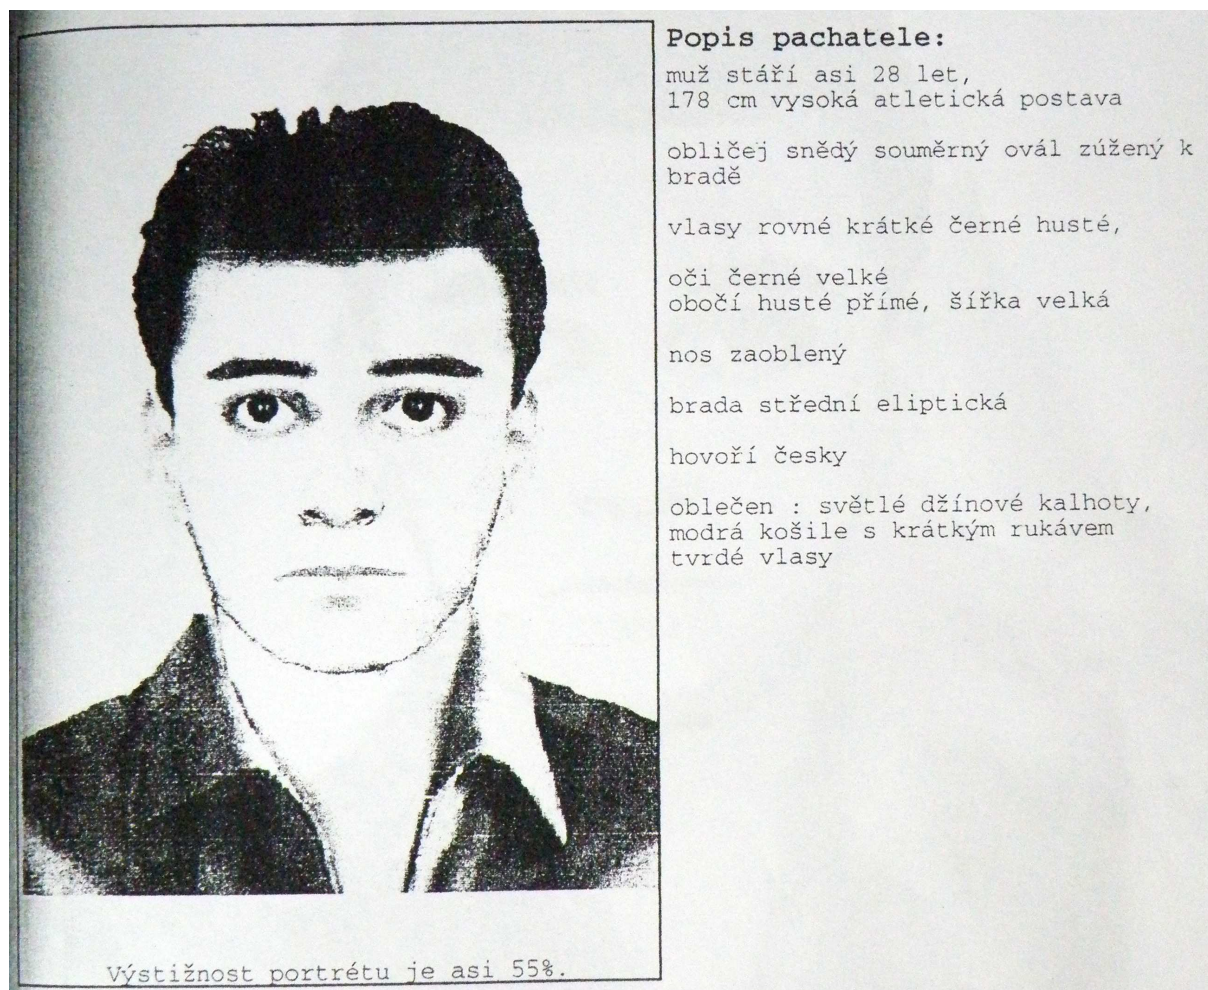 Popis pachatele:
muž stáří asi 28 let,
178 cm vysoká atletická postava
obličej snědý souměrný ovál zúžený k
bradě
vlasy rovné krátké černé husté,
oči černé velké
obočí husté přímé, šířka velká
nos zaoblený
brada střední eliptická
hovoří česky
oblečen : světlé džínové kalhoty,
modrá košile s krátkým rukávem
tvrdé vlasy
Výstižnost portrétu je asi 55%.